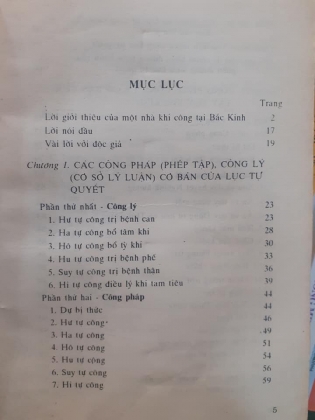 MỤC LỤC
Trang
Lời giới thiệu của một nhà khí công tại Bắc Kinh 2
Lời nói đầu 17
Vài lời với độc giả 19
Chương I. CÁC CÔNG PHÁP (PHÉP TẬP), CÔNG LÝ
(CƠ SỞ LÝ LUẬN) CƠ BẢN CỦA LỤC TỰ
QUYẾT
Phần thứ nhất - Công lý 23
1. Hư tự công trị bệnh can 23
2. Ha tự công bổ tâm khí 28
3. Hô tự công bổ tỳ khí 30
4. Hu tự công trị bệnh phế 33
5. Suy tự công trị bệnh thận 36
6. Hi tự công điều lý khí tam tiêu 39
Phần thứ hai - Công pháp 44
1. Dự bị thức 44
2. Hư tự công 46
3. Ha tự công 49
4. Hô tự công 51
5. Hu tự công 54
6. Suy tự công 56
7. Hi tự công 59
5